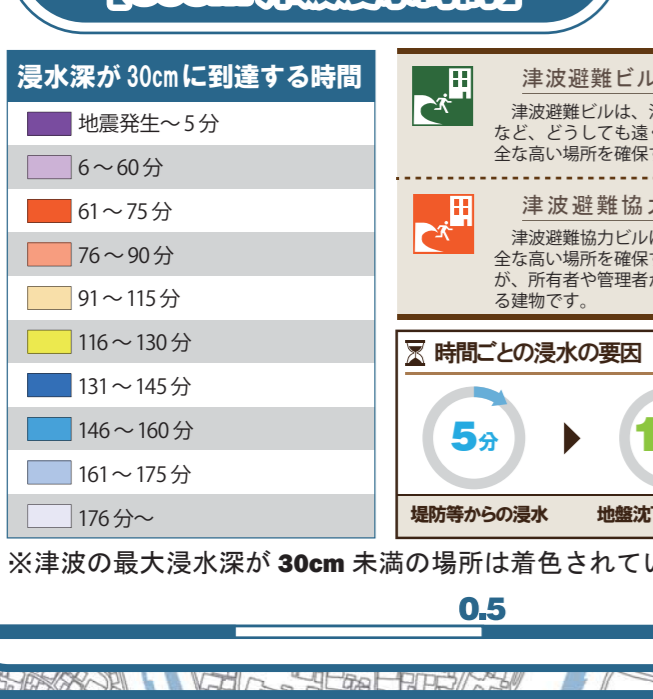 浸水深が30cmに到達する時間
地震発生～5分
6～60分
61～75分
76～90分
91～115分
116～130分
131～145分
146～160分
161～175分
176分～
津波避難ビル
津波避難ビルは、
など、どうしても遠
全な高い場所を確保
津波避難協
津波避難協力ビル
全な高い場所を確保
が、所有者や管理者
る建物です。
時間ごとの浸水の要因
5分
1
堤防等からの浸水
地盤沈
※津波の最大浸水深が 30cm 未満の場所は着色されてい
0.5